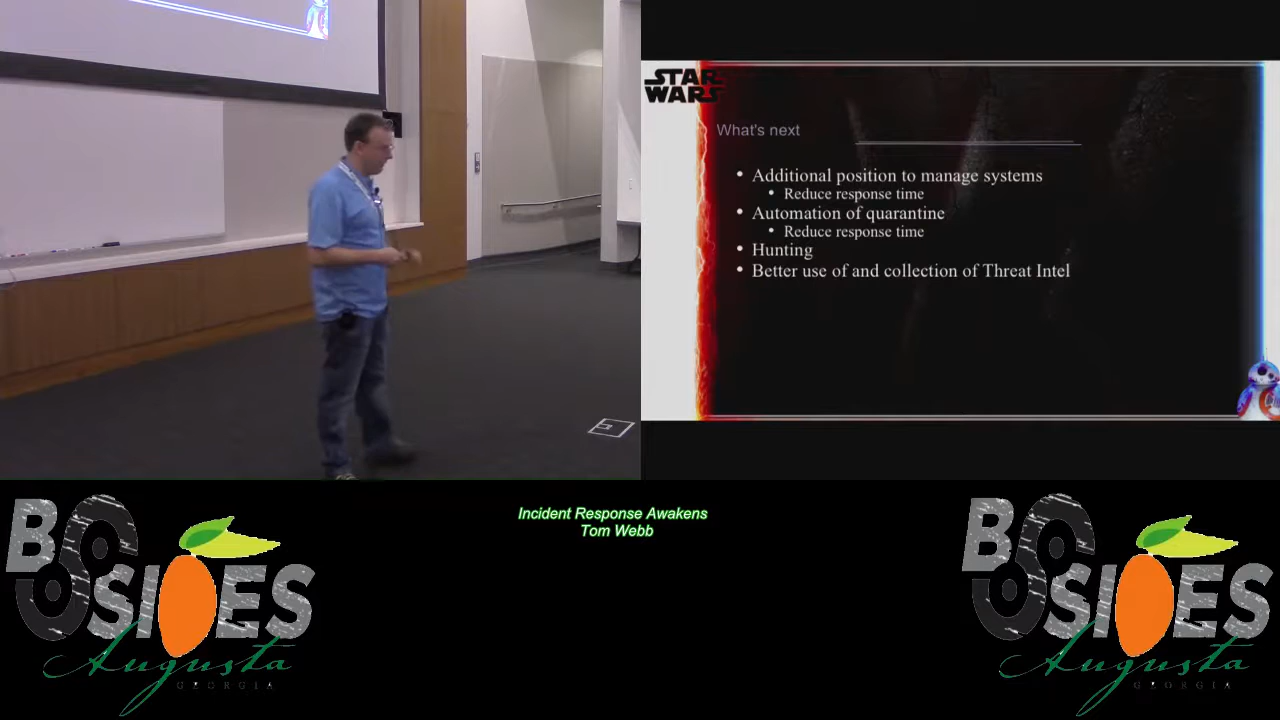 STAR
WARS
What's next
• Additional position to manage systems
• Reduce response time
• Automation of quarantine
• Reduce response time
• Hunting
• Better use of and collection of Threat Intel
Incident Response Awakens
Tom Webb
BSIDES
Augusta
GEORGIA
BSIDES
Augusta
GEORGIA